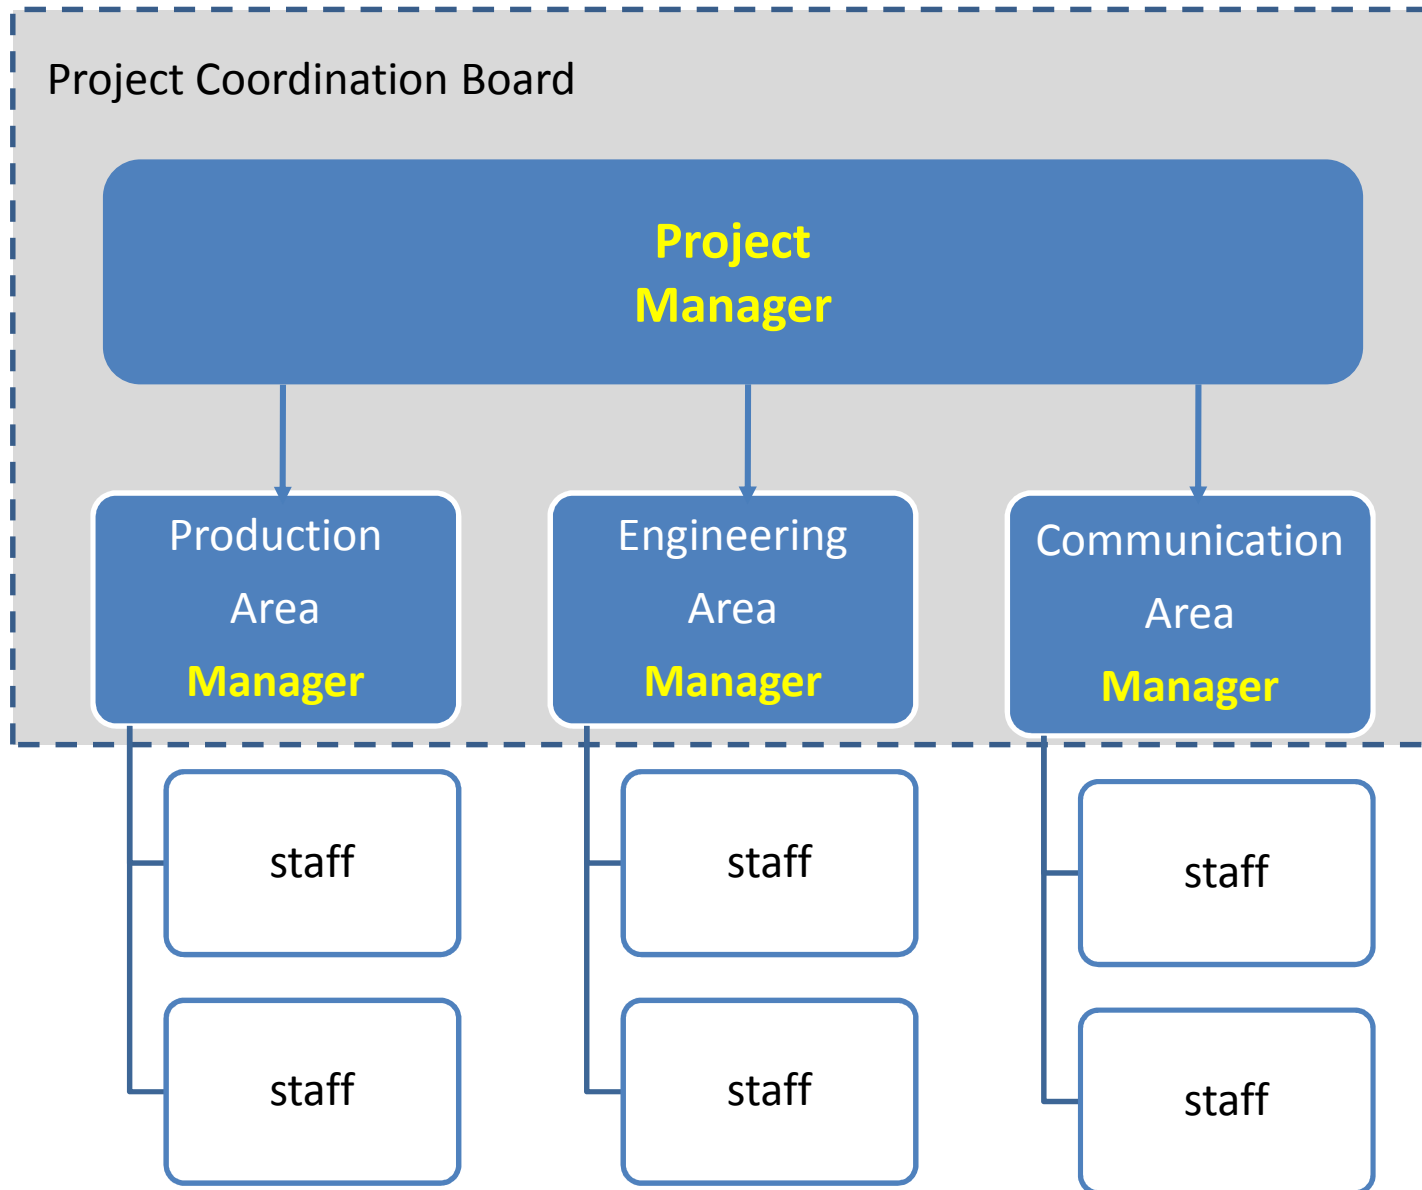 Project Coordination Board
Project
Manager
Production
Area
Manager
Engineering
Area
Manager
Communication
Area
Manager
staff
staff
staff
staff
staff
staff